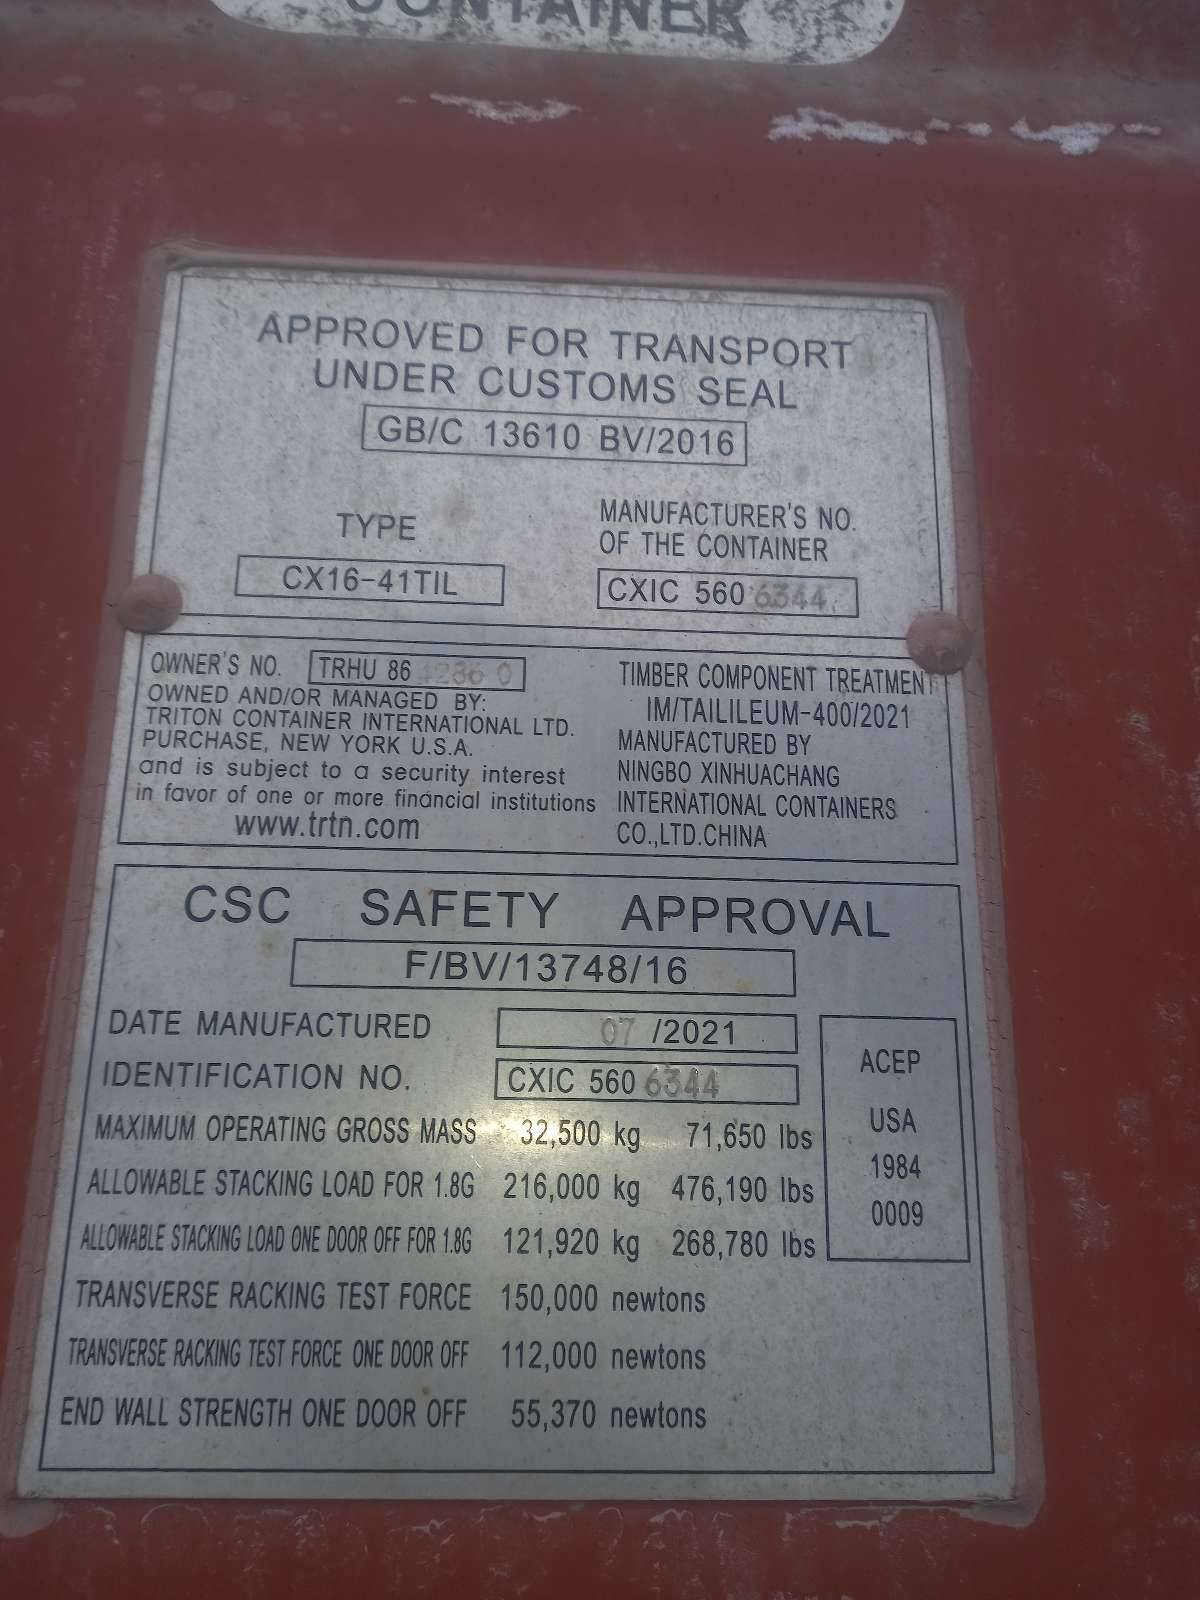 CONTAINER
APPROVED FOR TRANSPORT
UNDER CUSTOMS SEAL
GB/C 13610 BV/2016
TYPE
CX16-41TIL
MANUFACTURER'S NO.
OF THE CONTAINER
CXIC 560 6344
OWNER'S NO. TRHU 86
OWNED AND/OR MANAGED BY:
TRITON CONTAINER INTERNATIONAL LTD.
PURCHASE, NEW YORK U.S.A.
and is subject to a security interest
in favor of one or more financial institutions
www.trtn.com
TIMBER COMPONENT TREATMENT
IM/TAILILEUM-400/2021
MANUFACTURED BY
NINGBO XINHUACHANG
INTERNATIONAL CONTAINERS
CO.,LTD.CHINA
CSC SAFETY APPROVAL
F/BV/13748/16
DATE MANUFACTURED 07 /2021
IDENTIFICATION NO. CXIC 560 6344
MAXIMUM OPERATING GROSS MASS 32,500 kg 71,650 lbs
ALLOWABLE STACKING LOAD FOR 1.8G 216,000 kg 476,190 lbs
ALLOWABLE STACKING LOAD ONE DOOR OFF FOR 1.8G 121,920 kg 268,780 lbs
TRANSVERSE RACKING TEST FORCE 150,000 newtons
TRANSVERSE RACKING TEST FORCE ONE DOOR OFF 112,000 newtons
END WALL STRENGTH ONE DOOR OFF 55,370 newtons
ACEP
USA
1984
0009